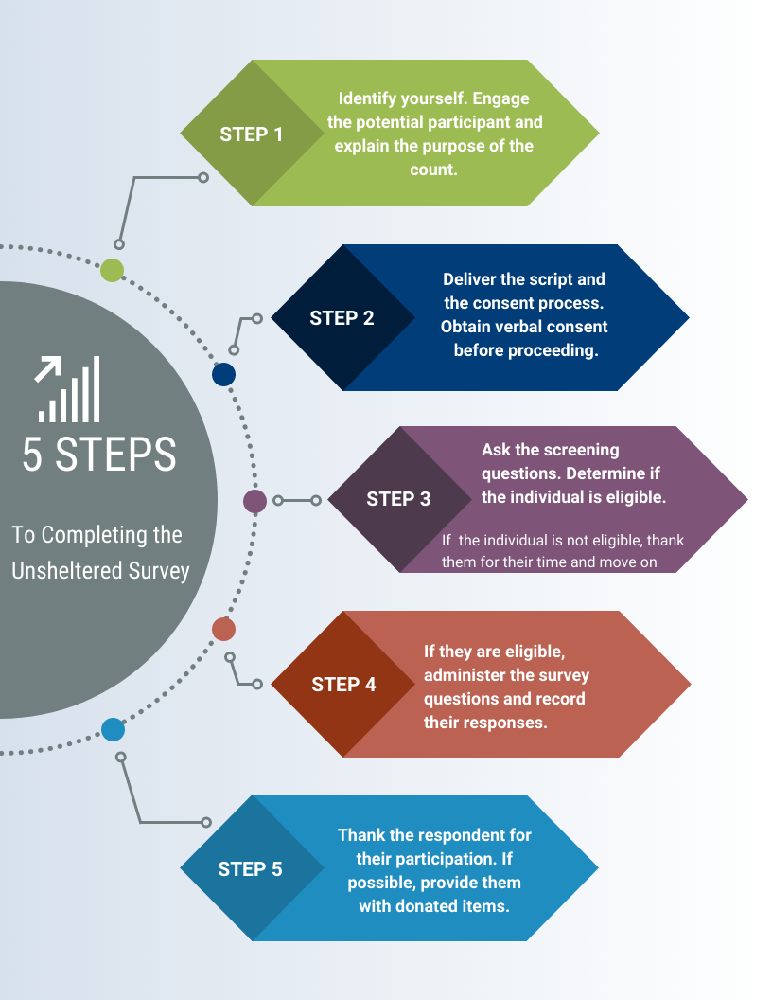 5 STEPS
To Completing the
Unsheltered Survey
STEP 1
Identify yourself. Engage
the potential participant and
explain the purpose of the
count.
STEP 2
Deliver the script and
the consent process.
Obtain verbal consent
before proceeding.
STEP 3
Ask the screening
questions. Determine if
the individual is eligible.
If  the individual is not eligible, thank
them for their time and move on
STEP 4
If they are eligible,
administer the survey
questions and record
their responses.
STEP 5
Thank the respondent for
their participation. If
possible, provide them
with donated items.